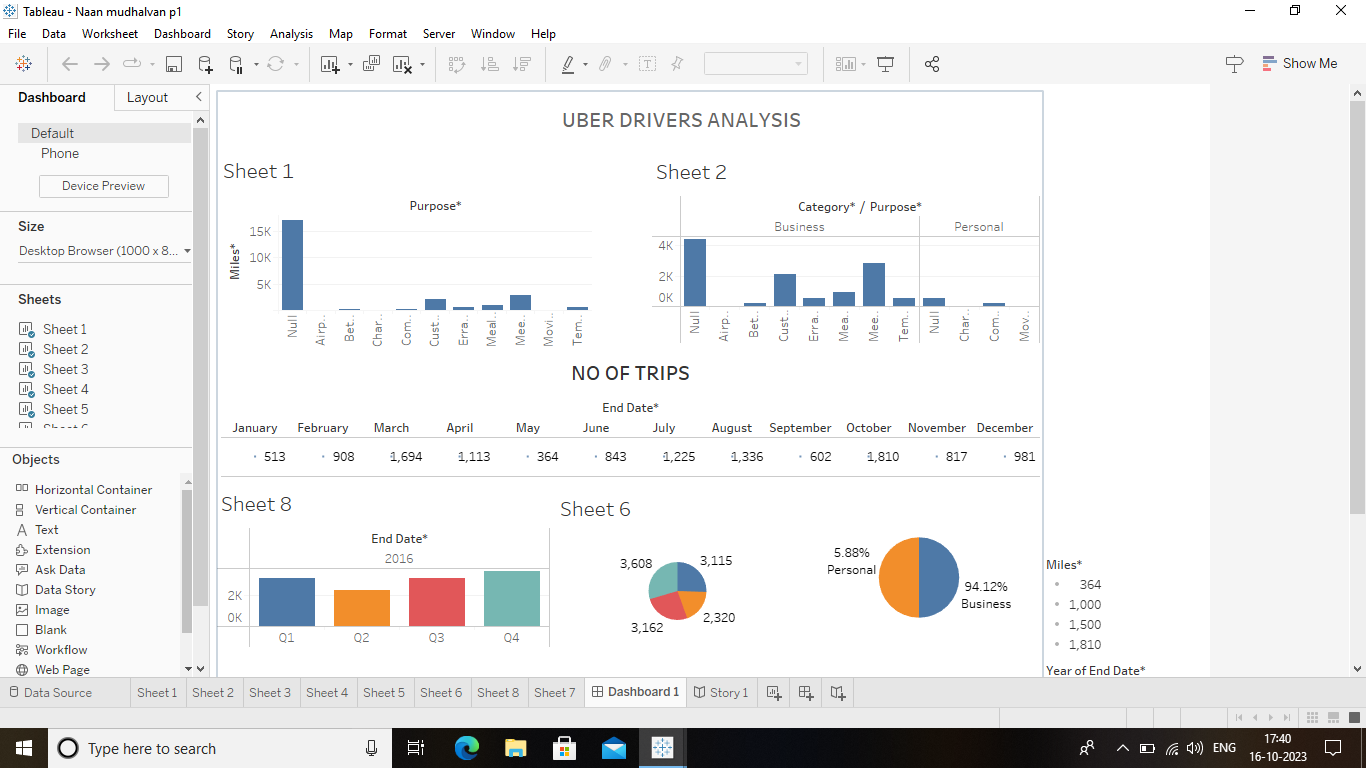 Tableau - Naan mudhalvan p1
File Data Worksheet Dashboard Story Analysis Map Format Server Window Help
Show Me
Dashboard Layout
Default
Phone
Device Preview
Size
Desktop Browser (1000 x 8...
Sheets
Sheet 1
Sheet 2
Sheet 3
Sheet 4
Sheet 5
Objects
Horizontal Container
Vertical Container
Text
Extension
Ask Data
Data Story
Image
Blank
Workflow
Web Page
UBER DRIVERS ANALYSIS
Sheet 1
Purpose*
Miles*
15K
10K
5K
Null Airp.. Bet.. Char.. Com.. Cust.. Erra.. Meal.. Mee.. Movi.. Tem..
Sheet 2
Category* / Purpose*
Business Personal
4K
2K
0K
Null Airp.. Bet.. Cust.. Erra.. Mea.. Mee.. Tem.. Null Char.. Com.. Mov..
NO OF TRIPS
End Date*
January February March April May June July August September October November December
513 908 1,694 1,113 364 843 1,225 1,336 602 1,810 817 981
Sheet 8
End Date*
2016
2K
0K
Q1 Q2 Q3 Q4
Sheet 6
3,608 3,115
3,162 2,320
5.88%
Personal
94.12%
Business
Miles*
364
1,000
1,500
1,810
Year of End Date*
Data Source Sheet 1 Sheet 2 Sheet 3 Sheet 4 Sheet 5 Sheet 6 Sheet 8 Sheet 7 Dashboard 1 Story 1
Type here to search
ENG
17:40
16-10-2023